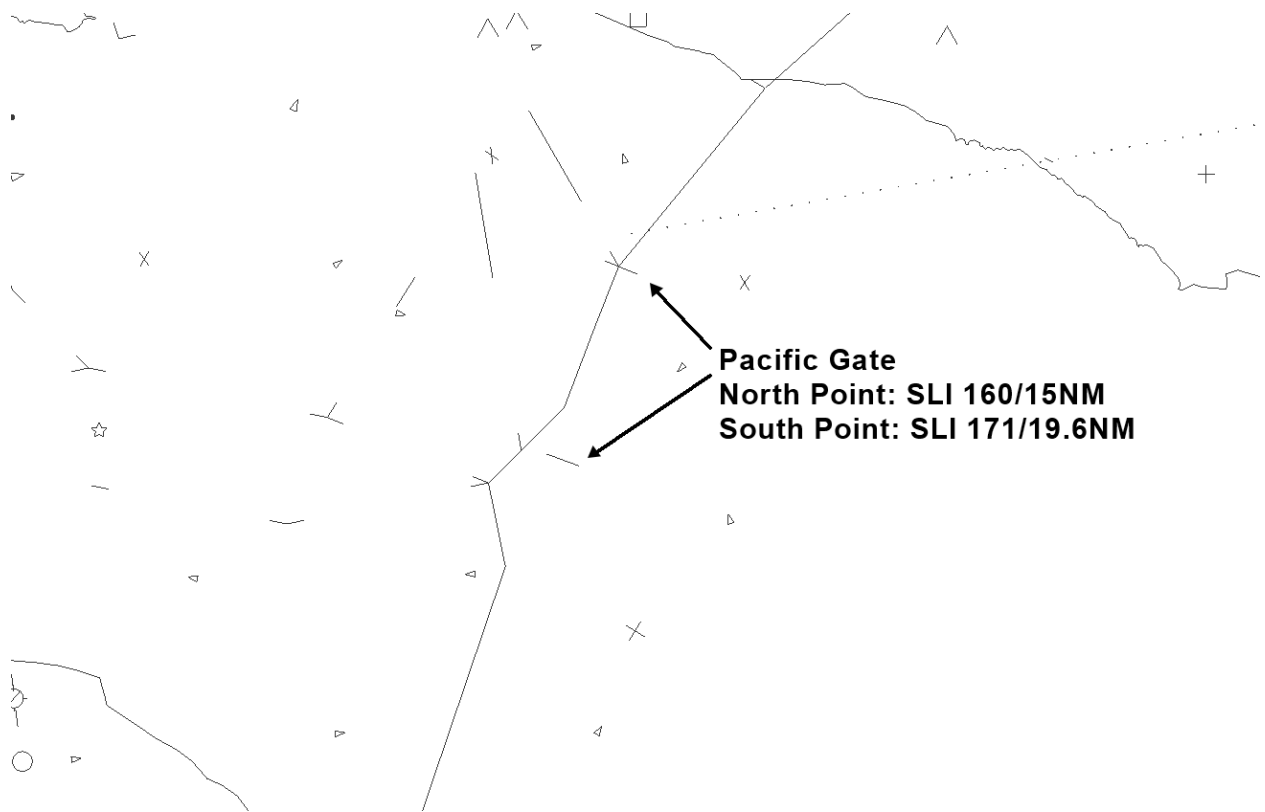 Pacific Gate
North Point: SLI 160/15NM
South Point: SLI 171/19.6NM